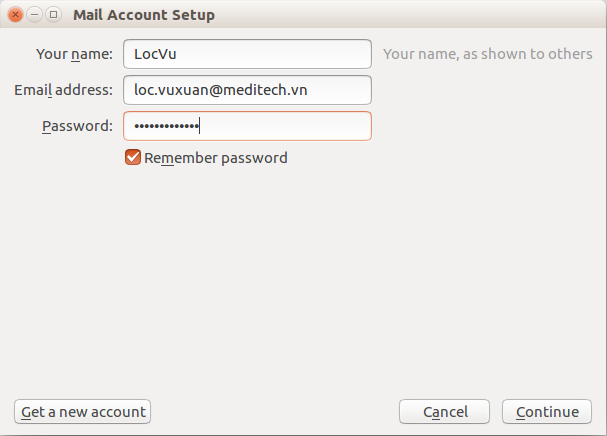 Mail Account Setup
Your name: LocVu Your name, as shown to others
Email address: loc.vuxuan@meditech.vn
Password: •••••••••••••
Remember password
Get a new account Cancel Continue